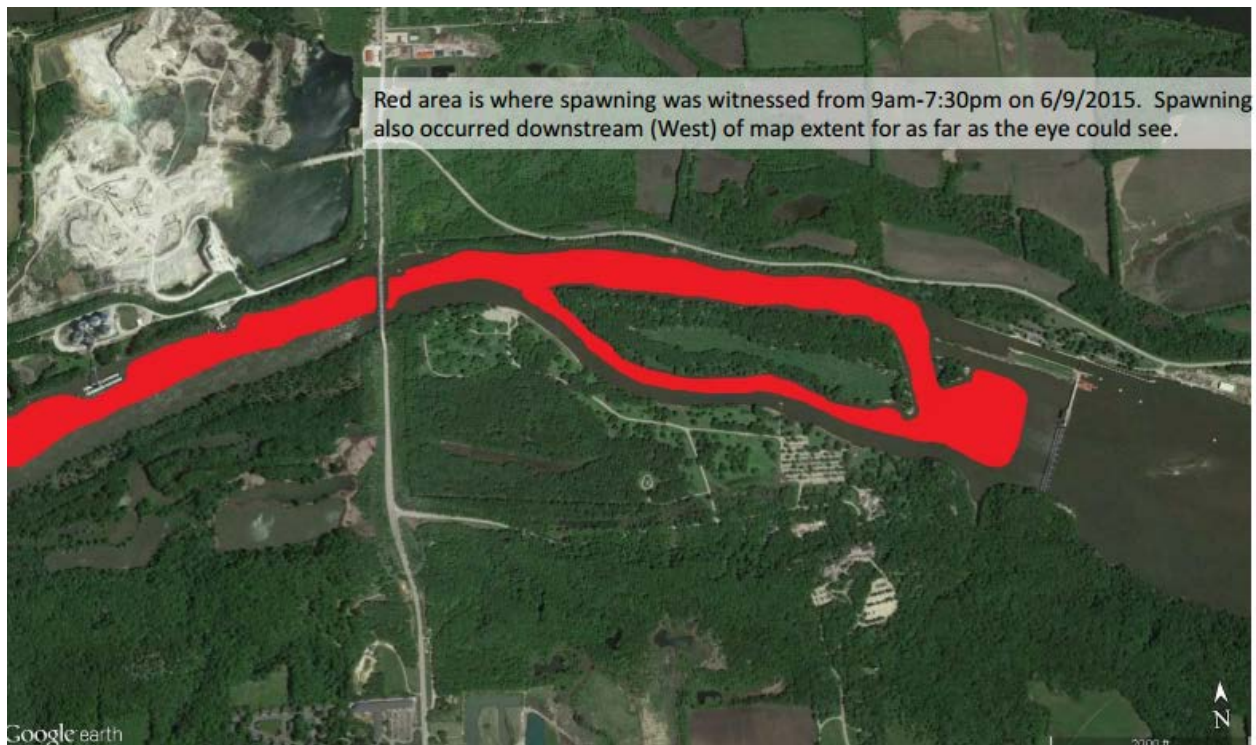 Red area is where spawning was witnessed from 9am-7:30pm on 6/9/2015.  Spawning
also occurred downstream (West) of map extent for as far as the eye could see.
N
Google earth